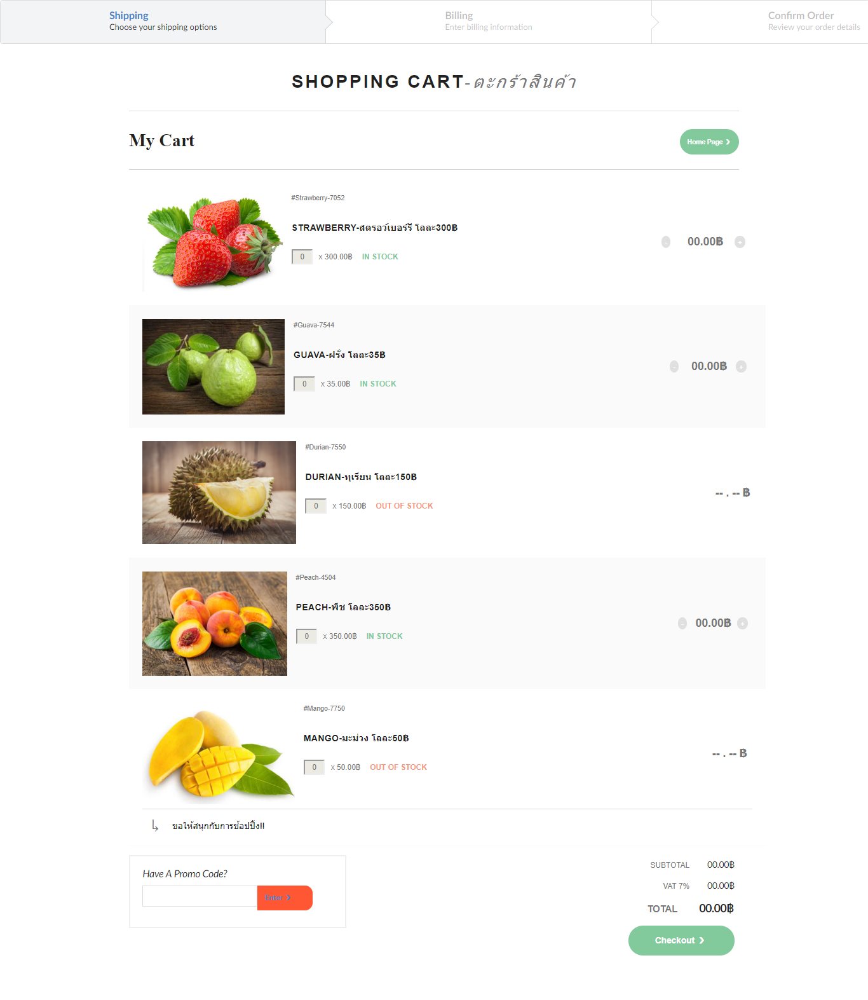 Shipping
Choose your shipping options
Billing
Enter billing information
Confirm Order
Review your order details
SHOPPING CART-ตะกร้าสินค้า
My Cart
Home Page ❯
#Strawberry-7052
STRAWBERRY-สตรอว์เบอร์รี โลละ300฿
0 x 300.00฿ IN STOCK
- 00.00฿ +
#Guava-7544
GUAVA-ฝรั่ง โลละ35฿
0 x 35.00฿ IN STOCK
- 00.00฿ +
#Durian-7550
DURIAN-ทุเรียน โลละ150฿
0 x 150.00฿ OUT OF STOCK
-- . -- ฿
#Peach-4504
PEACH-พีช โลละ350฿
0 x 350.00฿ IN STOCK
- 00.00฿ +
#Mango-7750
MANGO-มะม่วง โลละ50฿
0 x 50.00฿ OUT OF STOCK
-- . -- ฿
ขอให้สนุกกับการช้อปปิ้ง!!
Have A Promo Code?
Enter ❯
SUBTOTAL 00.00฿
VAT 7% 00.00฿
TOTAL 00.00฿
Checkout ❯